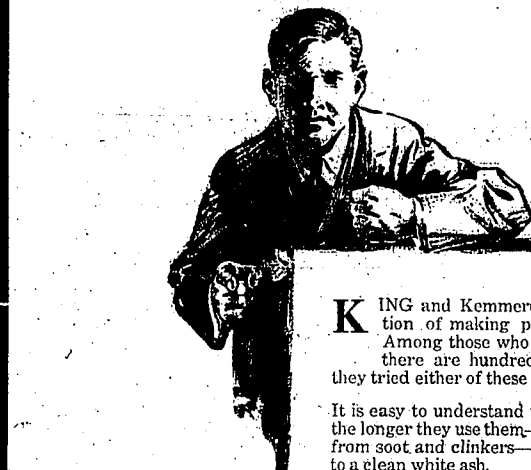 KING and Kemmer
tion of making p
Among those who
there are hundred
they tried either of these
It is easy to understand
the longer they use them—
from soot and clinkers—
to a clean white ash.